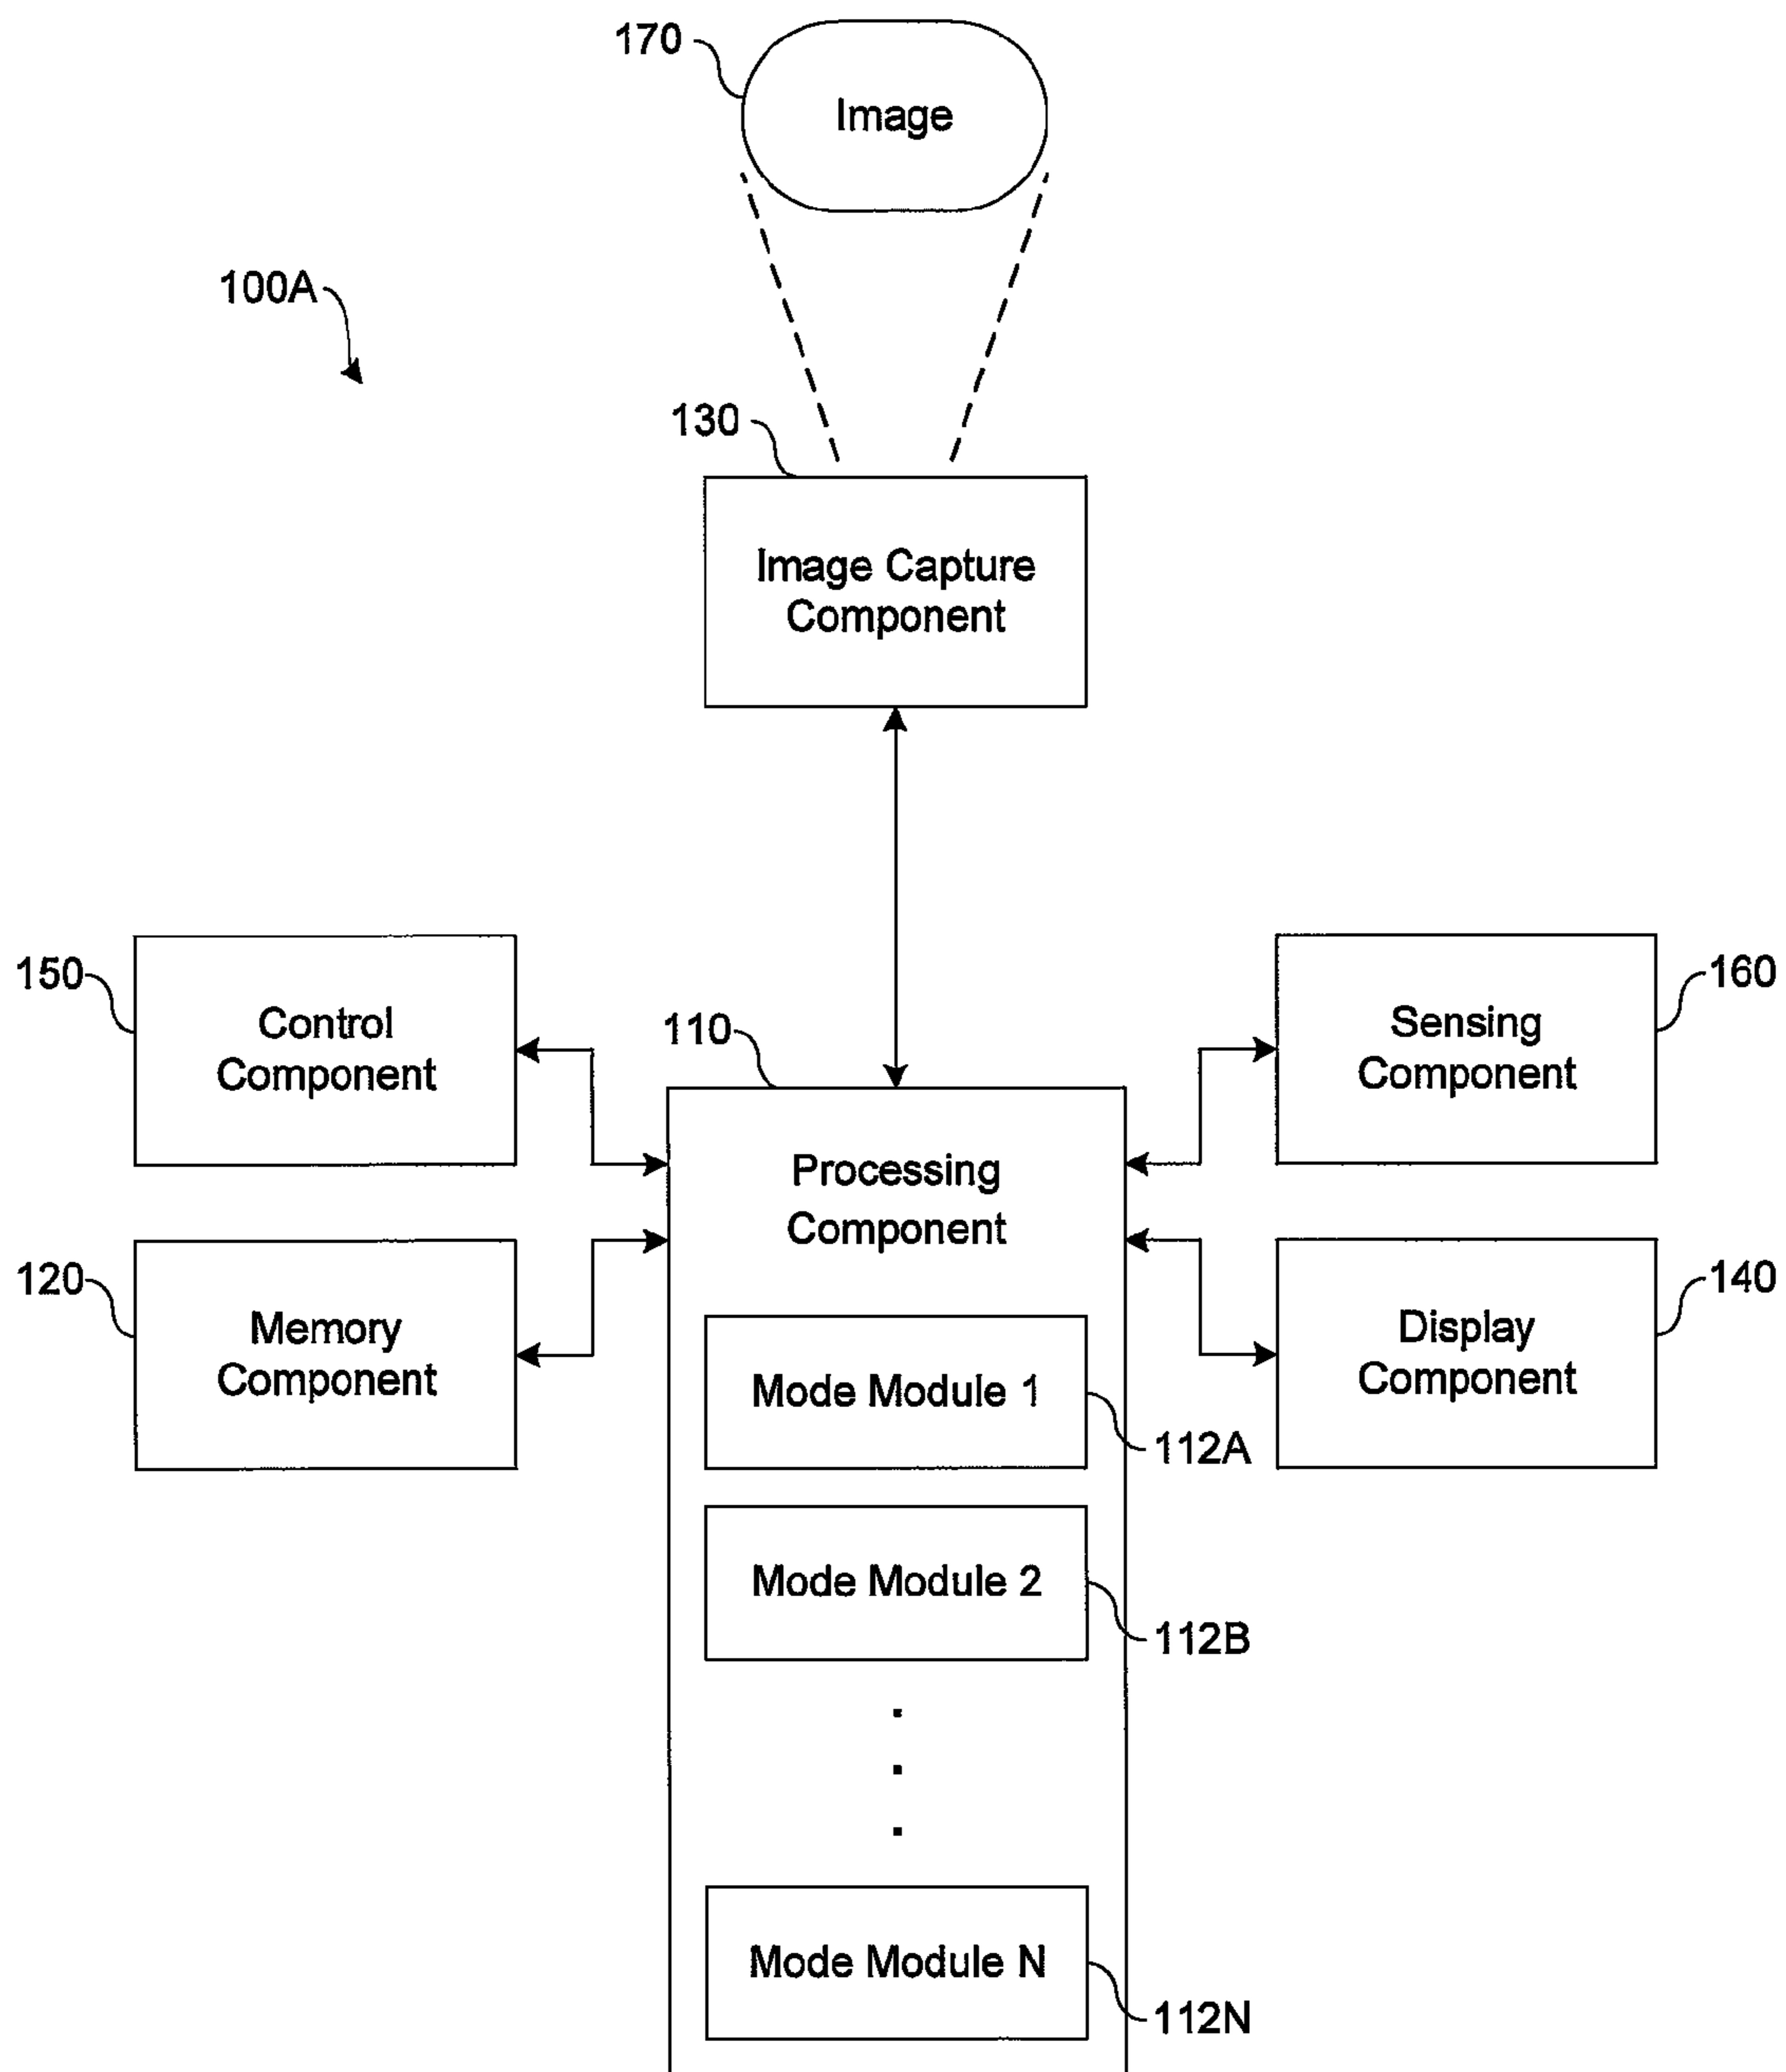 170
Image
100A
130
Image Capture
Component
150
Control
Component
110
160
Sensing
Component
Processing
Component
120
Memory
Component
140
Display
Component
Mode Module 1
112A
Mode Module 2
112B
Mode Module N
112N